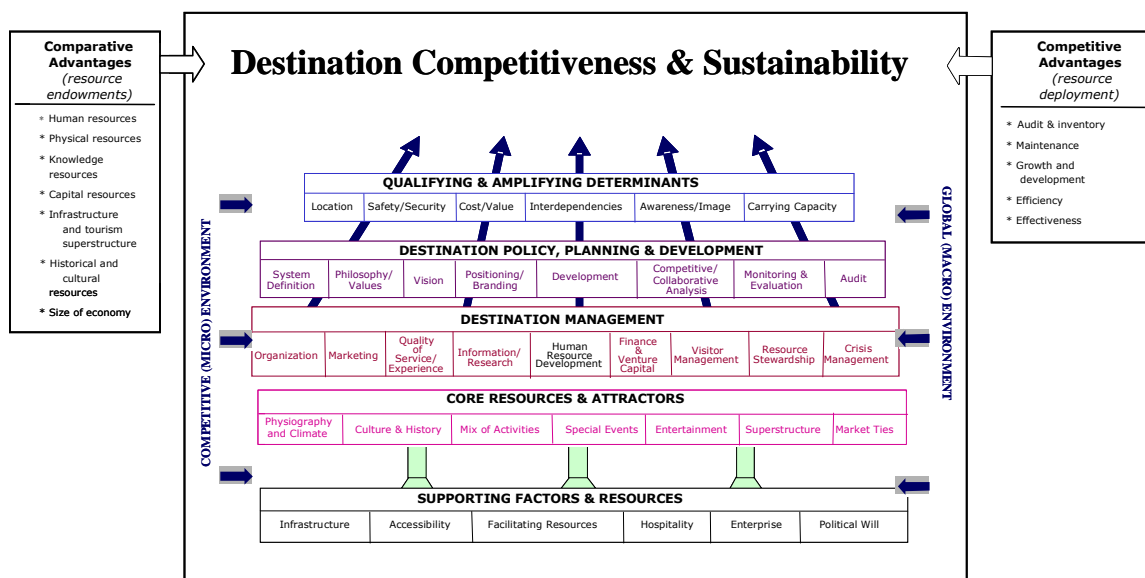 Destination Competitiveness & Sustainability
Comparative
Advantages
(resource
endowments)
* Human resources
* Physical resources
* Knowledge
resources
* Capital resources
* Infrastructure
and tourism
superstructure
* Historical and
cultural
resources
* Size of economy
Competitive
Advantages
(resource
deployment)
* Audit & inventory
* Maintenance
* Growth and
development
* Efficiency
* Effectiveness
COMPETITIVE (MICRO) ENVIRONMENT
GLOBAL (MACRO) ENVIRONMENT
QUALIFYING & AMPLIFYING DETERMINANTS
Location
Safety/Security
Cost/Value
Interdependencies
Awareness/Image
Carrying Capacity
DESTINATION POLICY, PLANNING & DEVELOPMENT
System
Definition
Philosophy/
Values
Vision
Positioning/
Branding
Development
Competitive/
Collaborative
Analysis
Monitoring &
Evaluation
Audit
DESTINATION MANAGEMENT
Organization
Marketing
Quality
of
Service/
Experience
Information/
Research
Human
Resource
Development
Finance
&
Venture
Capital
Visitor
Management
Resource
Stewardship
Crisis
Management
CORE RESOURCES & ATTRACTORS
Physiography
and Climate
Culture & History
Mix of Activities
Special Events
Entertainment
Superstructure
Market Ties
SUPPORTING FACTORS & RESOURCES
Infrastructure
Accessibility
Facilitating Resources
Hospitality
Enterprise
Political Will